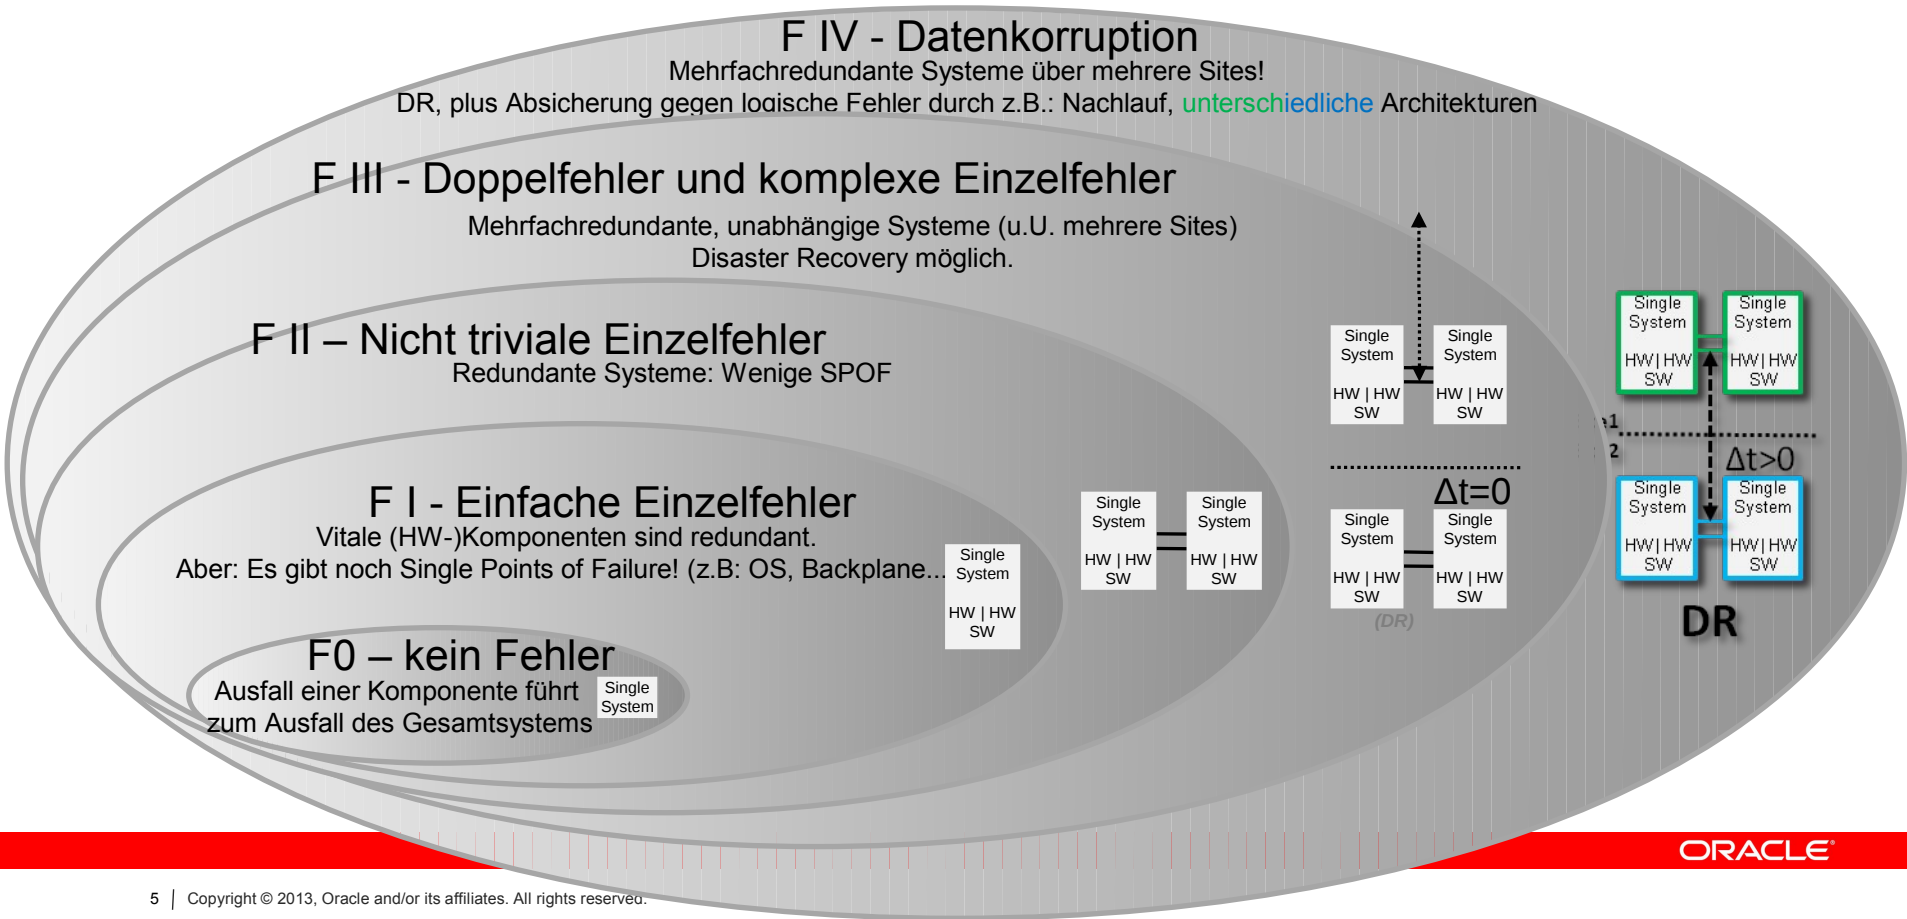 F IV - Datenkorruption
Mehrfachredundante Systeme über mehrere Sites!
DR, plus Absicherung gegen logische Fehler durch z.B.: Nachlauf, unterschiedliche Architekturen
F III - Doppelfehler und komplexe Einzelfehler
Mehrfachredundante, unabhängige Systeme (u.U. mehrere Sites)
Disaster Recovery möglich.
F II – Nicht triviale Einzelfehler
Redundante Systeme: Wenige SPOF
F I - Einfache Einzelfehler
Vitale (HW-)Komponenten sind redundant.
Aber: Es gibt noch Single Points of Failure! (z.B: OS, Backplane...
F0 – kein Fehler
Ausfall einer Komponente führt
zum Ausfall des Gesamtsystems
Single
System
Single
System
HW | HW
SW
Single
System
HW | HW
SW
Single
System
HW | HW
SW
Single
System
HW | HW
SW
Single
System
HW | HW
SW
Δt=0
Single
System
HW | HW
SW
Single
System
HW | HW
SW
(DR)
Single
System
HW | HW
SW
Single
System
HW | HW
SW
Δt>0
Single
System
HW | HW
SW
Single
System
HW | HW
SW
DR
ORACLE
5 | Copyright © 2013, Oracle and/or its affiliates. All rights reserved.